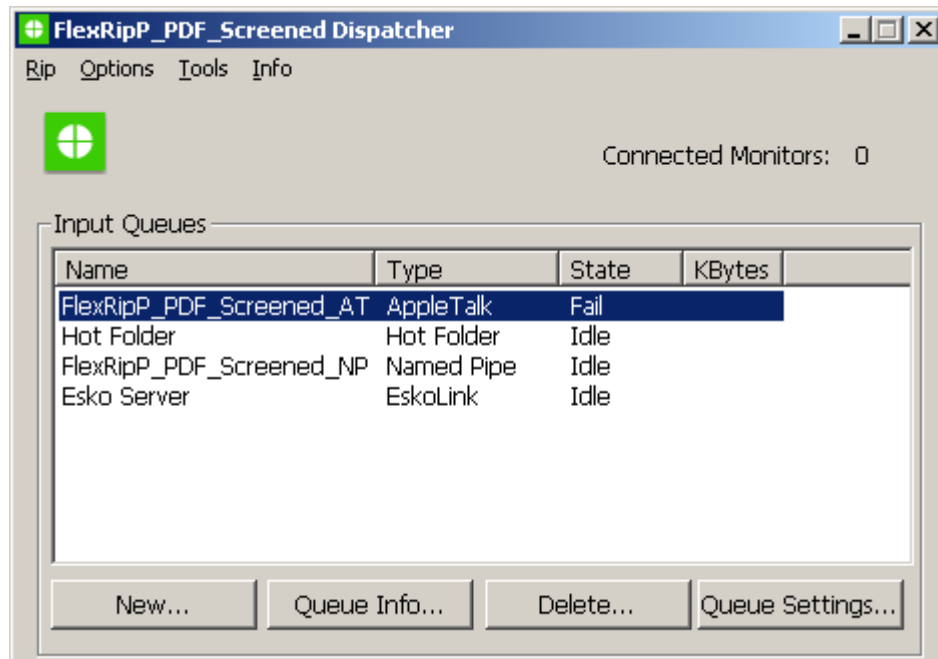 FlexRipP_PDF_Screened Dispatcher
Rip Options Tools Info
Connected Monitors: 0
Input Queues
Name Type State KBytes
FlexRipP_PDF_Screened_AT AppleTalk Fail
Hot Folder Hot Folder Idle
FlexRipP_PDF_Screened_NP Named Pipe Idle
Esko Server EskoLink Idle
New... Queue Info... Delete... Queue Settings...